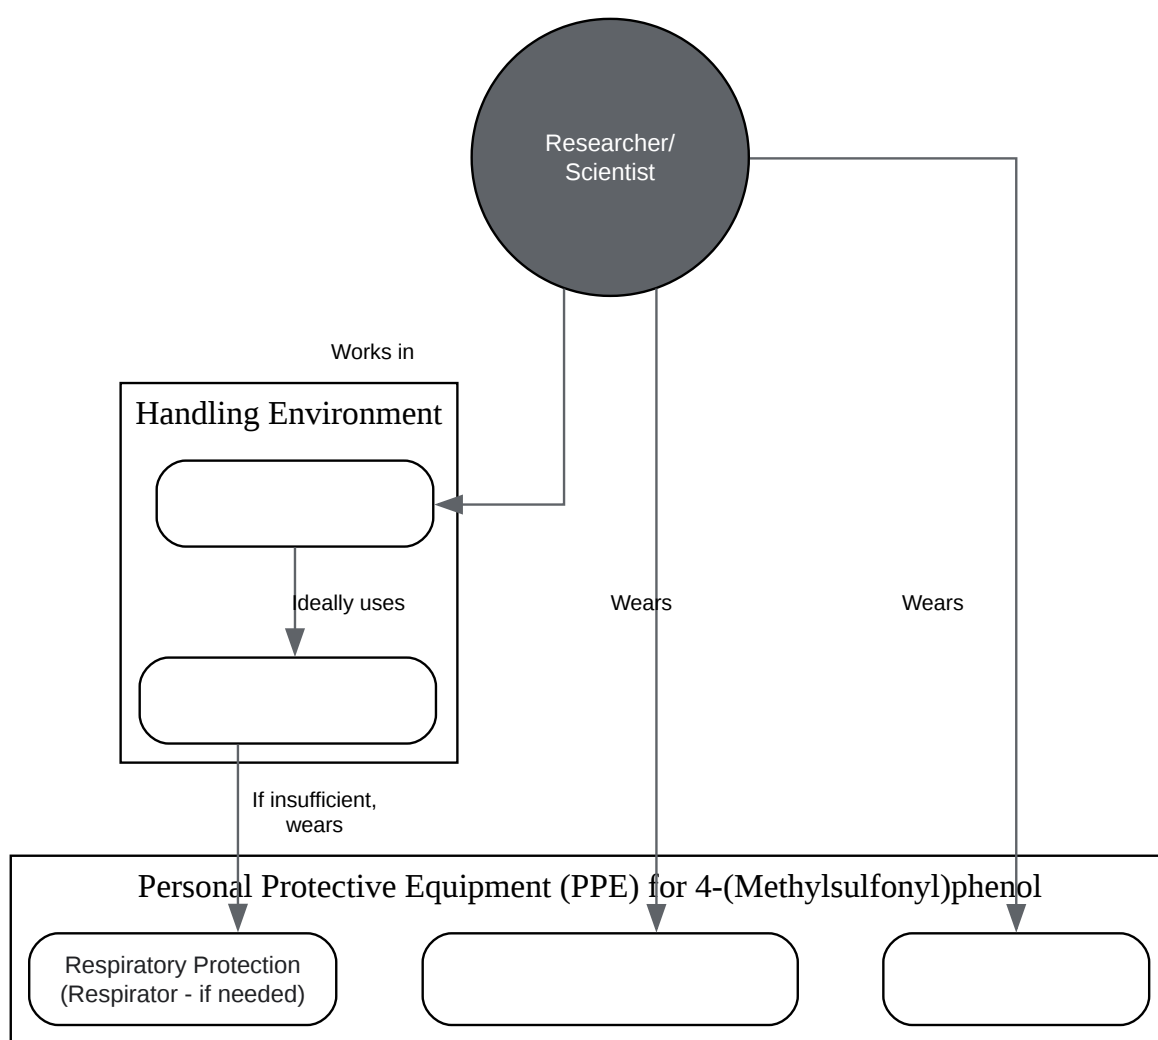 Researcher/
Scientist
Works in
Handling Environment
Ideally uses
Wears
Wears
If insufficient,
wears
Personal Protective Equipment (PPE) for 4-(Methylsulfonyl)phenol
Respiratory Protection
(Respirator - if needed)